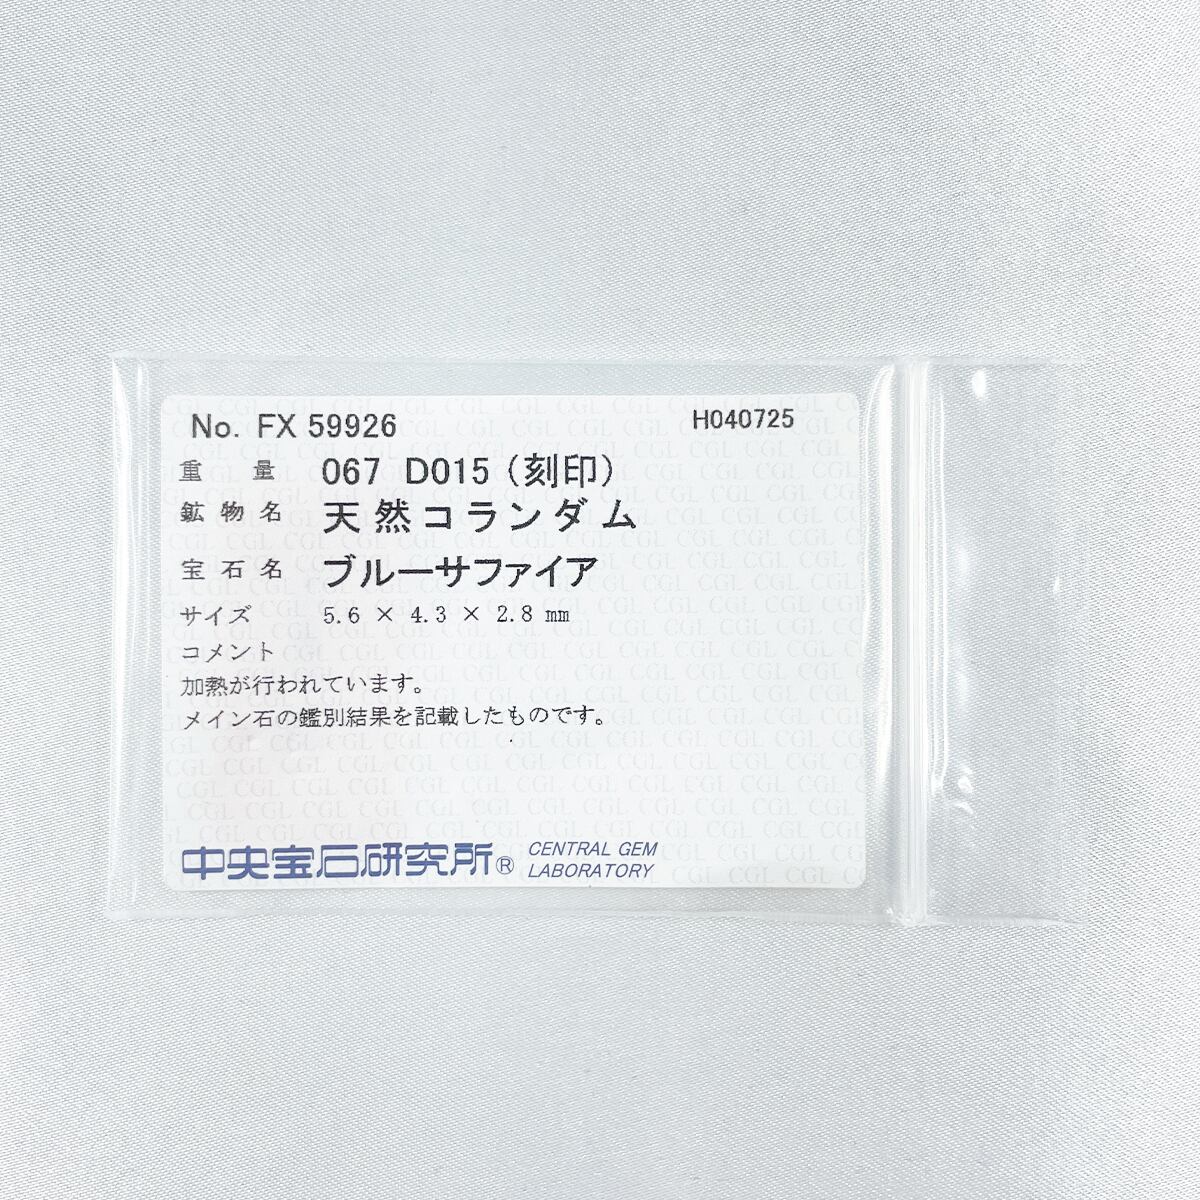 No. FX 59926
H040725
重量 067 D015 (刻印)
鉱物名 天然コランダム
宝石名 ブルーサファイア
サイズ 5.6 × 4.3 × 2.8 mm
コメント
加熱が行われています。
メイン石の鑑別結果を記載したものです。
中央宝石研究所® CENTRAL GEM
LABORATORY